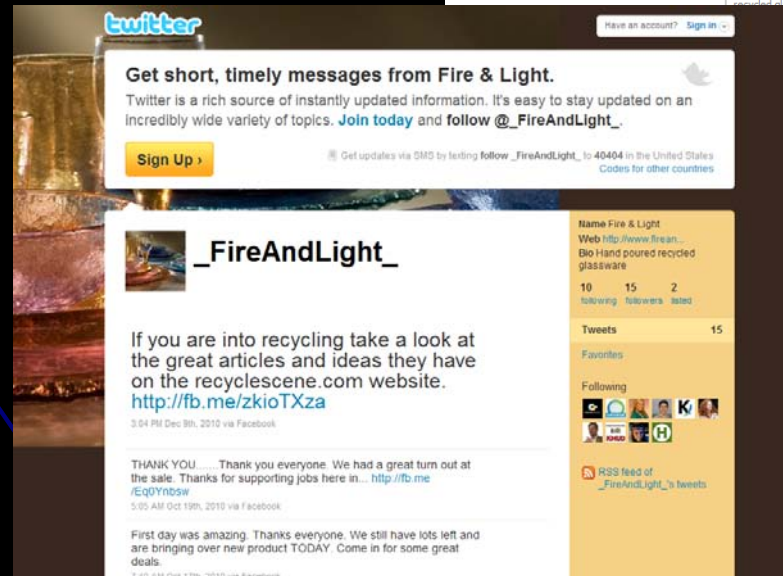 recycled gl
twitter
Have an account? Sign in
Get short, timely messages from Fire & Light.
Twitter is a rich source of instantly updated information. It's easy to stay updated on an
incredibly wide variety of topics. Join today and follow @_FireAndLight_.
Sign Up ›
Get updates via SMS by texting follow _FireAndLight_ to 40404 in the United States
Codes for other countries
_FireAndLight_
If you are into recycling take a look at
the great articles and ideas they have
on the recyclescene.com website.
http://fb.me/zkioTXza
3:04 PM Dec 9th, 2010 via Facebook
THANK YOU.......Thank you everyone. We had a great turn out at
the sale. Thanks for supporting jobs here in... http://fb.me
/Eq0Ynbsw
5:05 AM Oct 19th, 2010 via Facebook
First day was amazing. Thanks everyone. We still have lots left and
are bringing over new product TODAY. Come in for some great
deals.
Name Fire & Light
Web http://www.firean...
Bio Hand poured recycled
glassware
10 15 2
following followers listed
Tweets 15
Favorites
Following
KHUD
RSS feed of
_FireAndLight_'s tweets